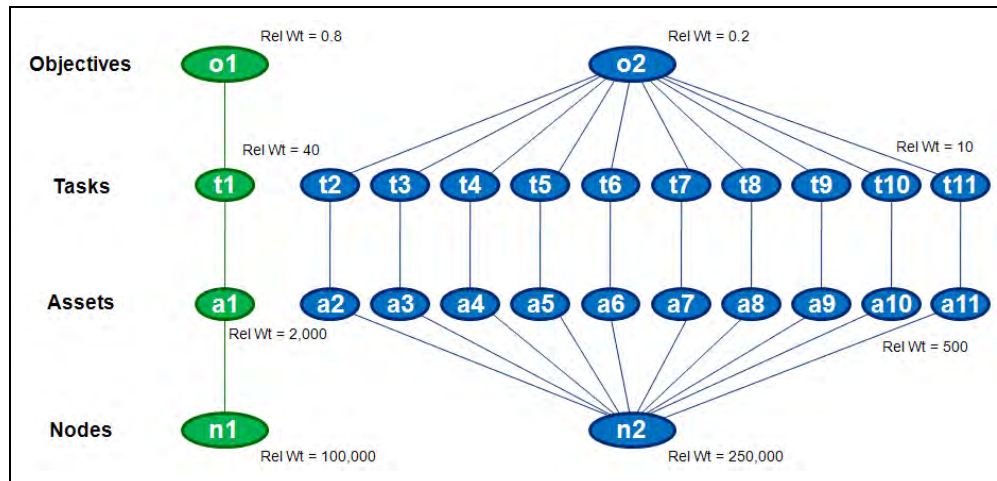 Rel Wt = 0.8
Rel Wt = 0.2
Objectives
o1
o2
Rel Wt = 40
Rel Wt = 10
Tasks
t1
t2
t3
t4
t5
t6
t7
t8
t9
t10
t11
Assets
a1
a2
a3
a4
a5
a6
a7
a8
a9
a10
a11
Rel Wt = 2,000
Rel Wt = 500
Nodes
n1
n2
Rel Wt = 100,000
Rel Wt = 250,000